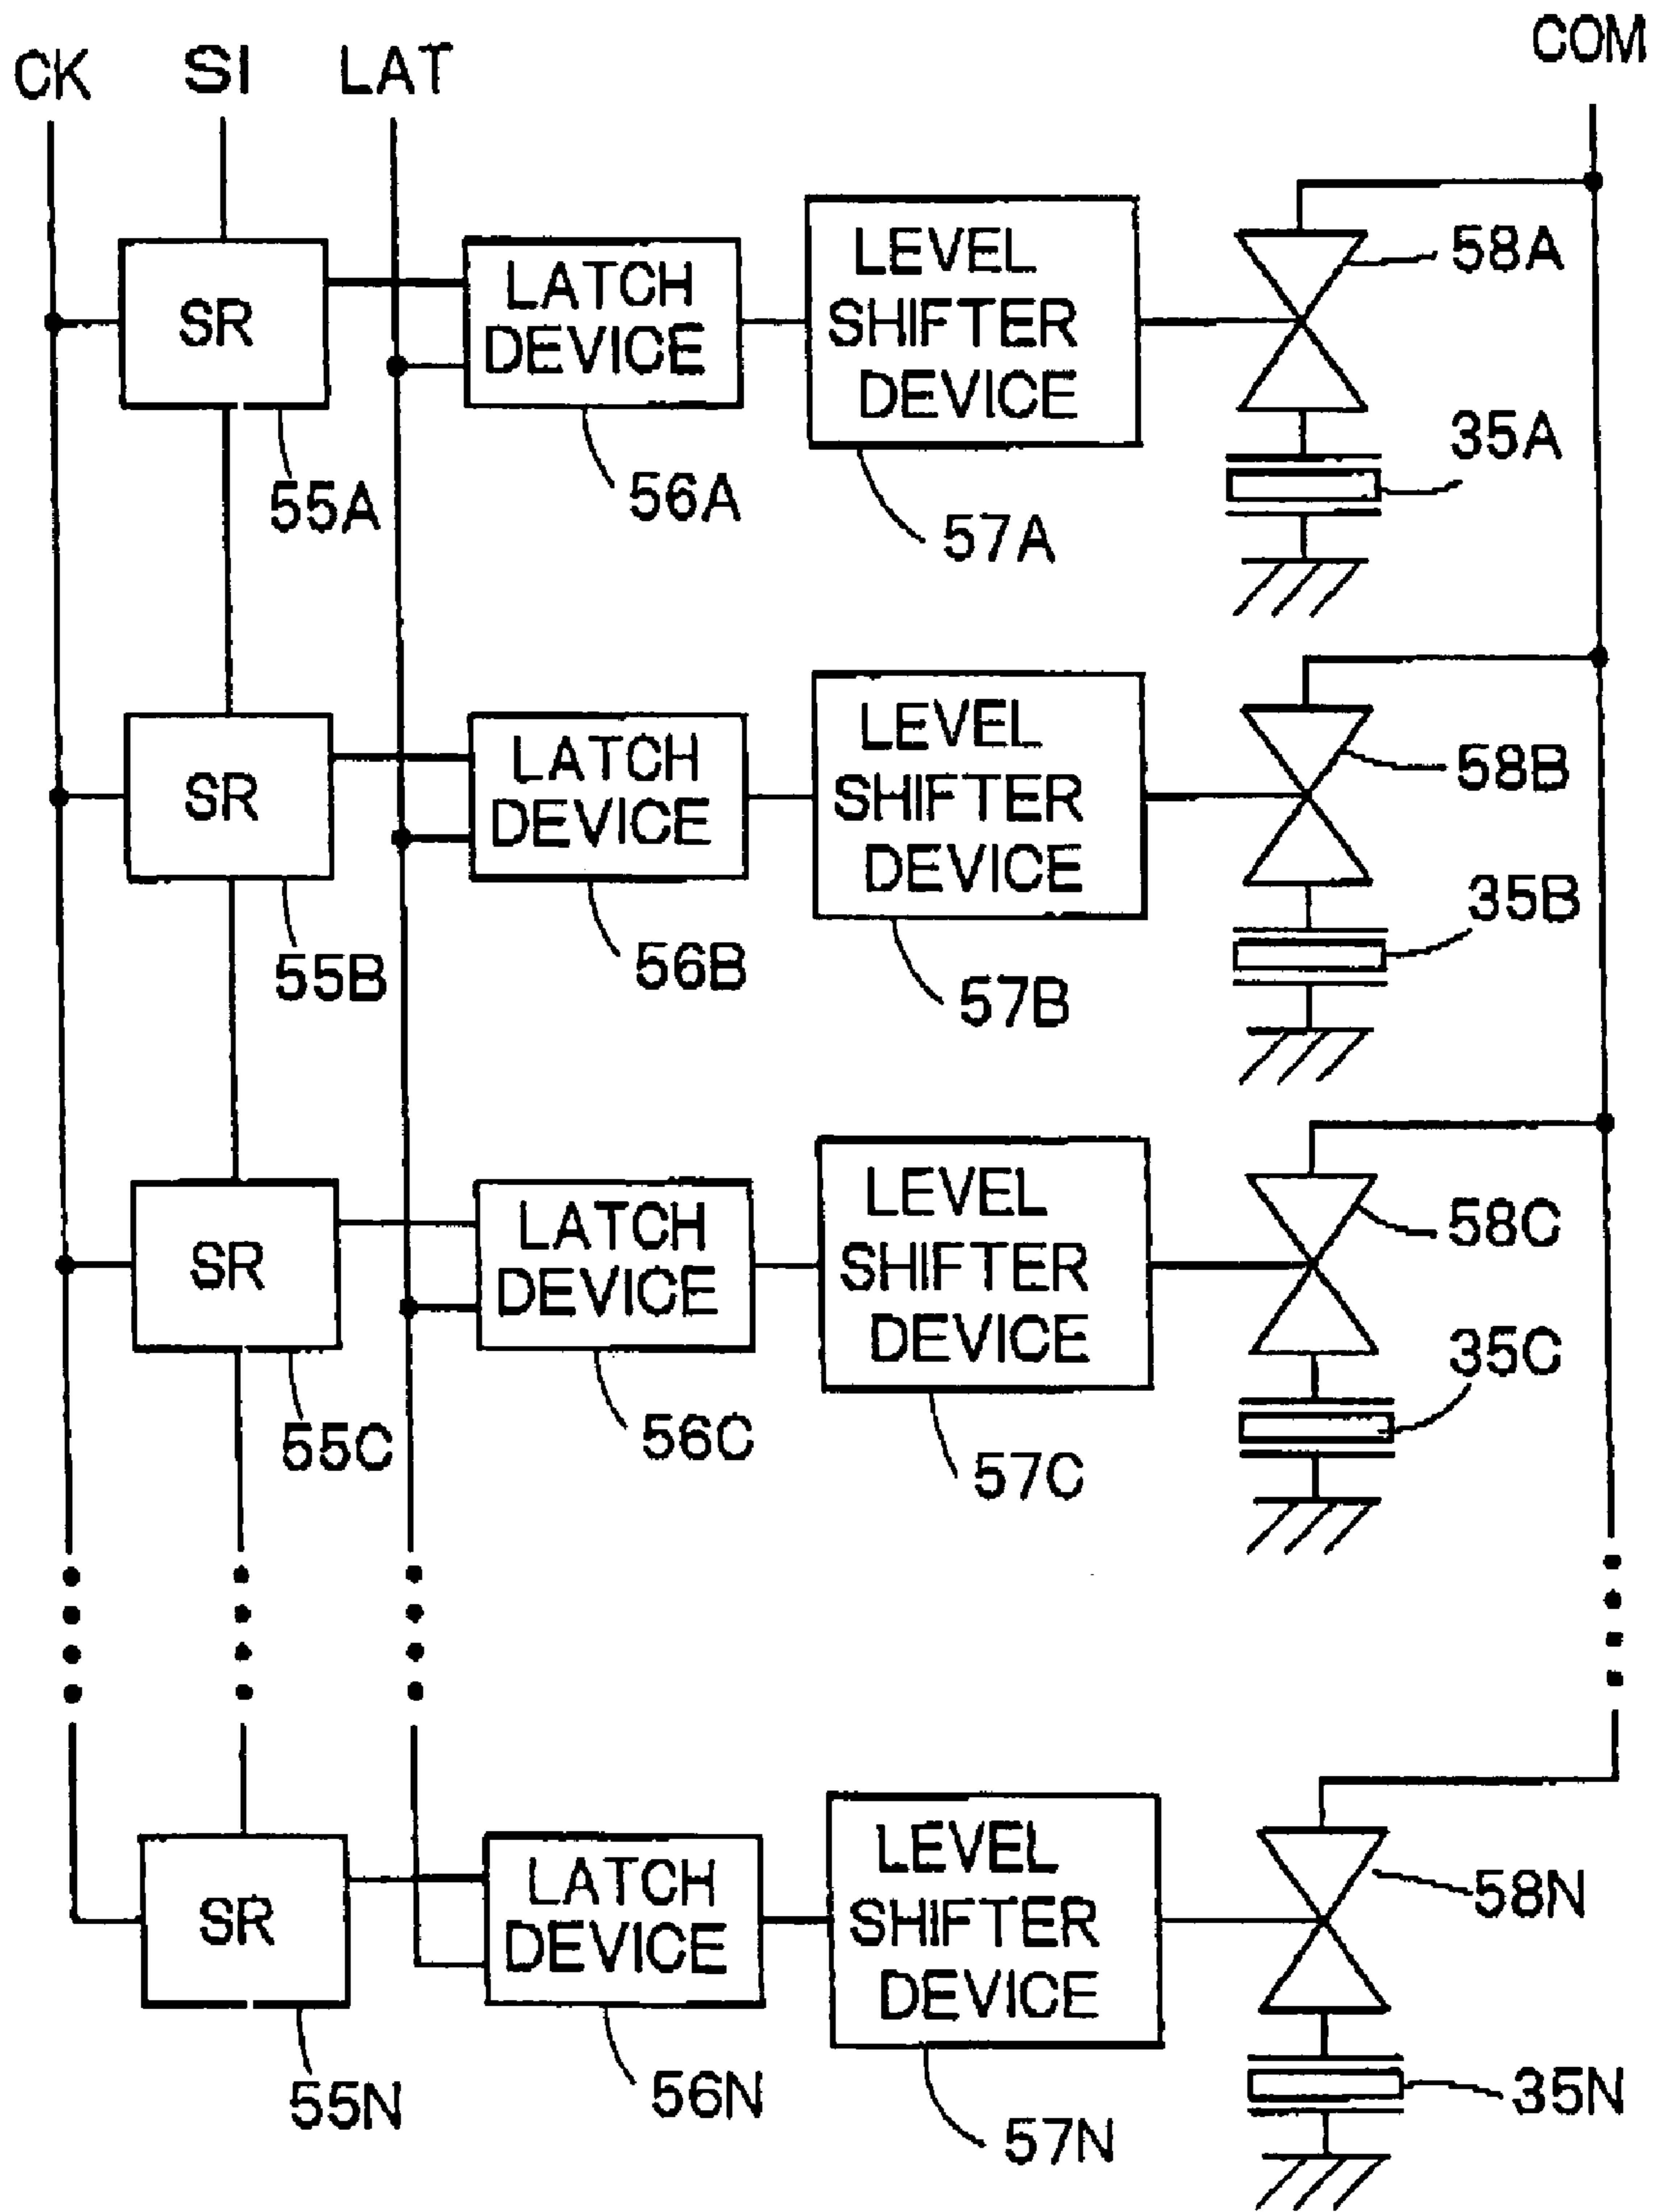 CK SI LAT COM
SR
LATCH
DEVICE
LEVEL
SHIFTER
DEVICE
58A
35A
55A
56A
57A
SR
LATCH
DEVICE
LEVEL
SHIFTER
DEVICE
58B
35B
55B
56B
57B
SR
LATCH
DEVICE
LEVEL
SHIFTER
DEVICE
58C
35C
55C
56C
57C
SR
LATCH
DEVICE
LEVEL
SHIFTER
DEVICE
58N
35N
55N
56N
57N